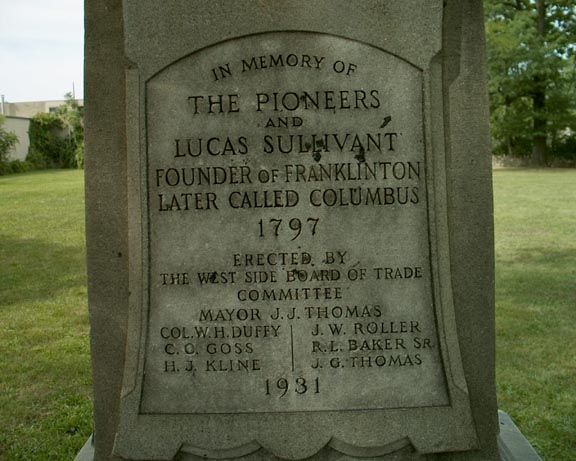 IN MEMORY OF
THE PIONEERS
AND
LUCAS SULLIVANT
FOUNDER OF FRANKLINTON
LATER CALLED COLUMBUS
1797
ERECTED BY
THE WEST SIDE BOARD OF TRADE
COMMITTEE
MAYOR J. J. THOMAS
COL. W. H. DUFFY
C. C. GOSS
H. J. KLINE
J. W. ROLLER
R. L. BAKER SR.
J. G. THOMAS
1931